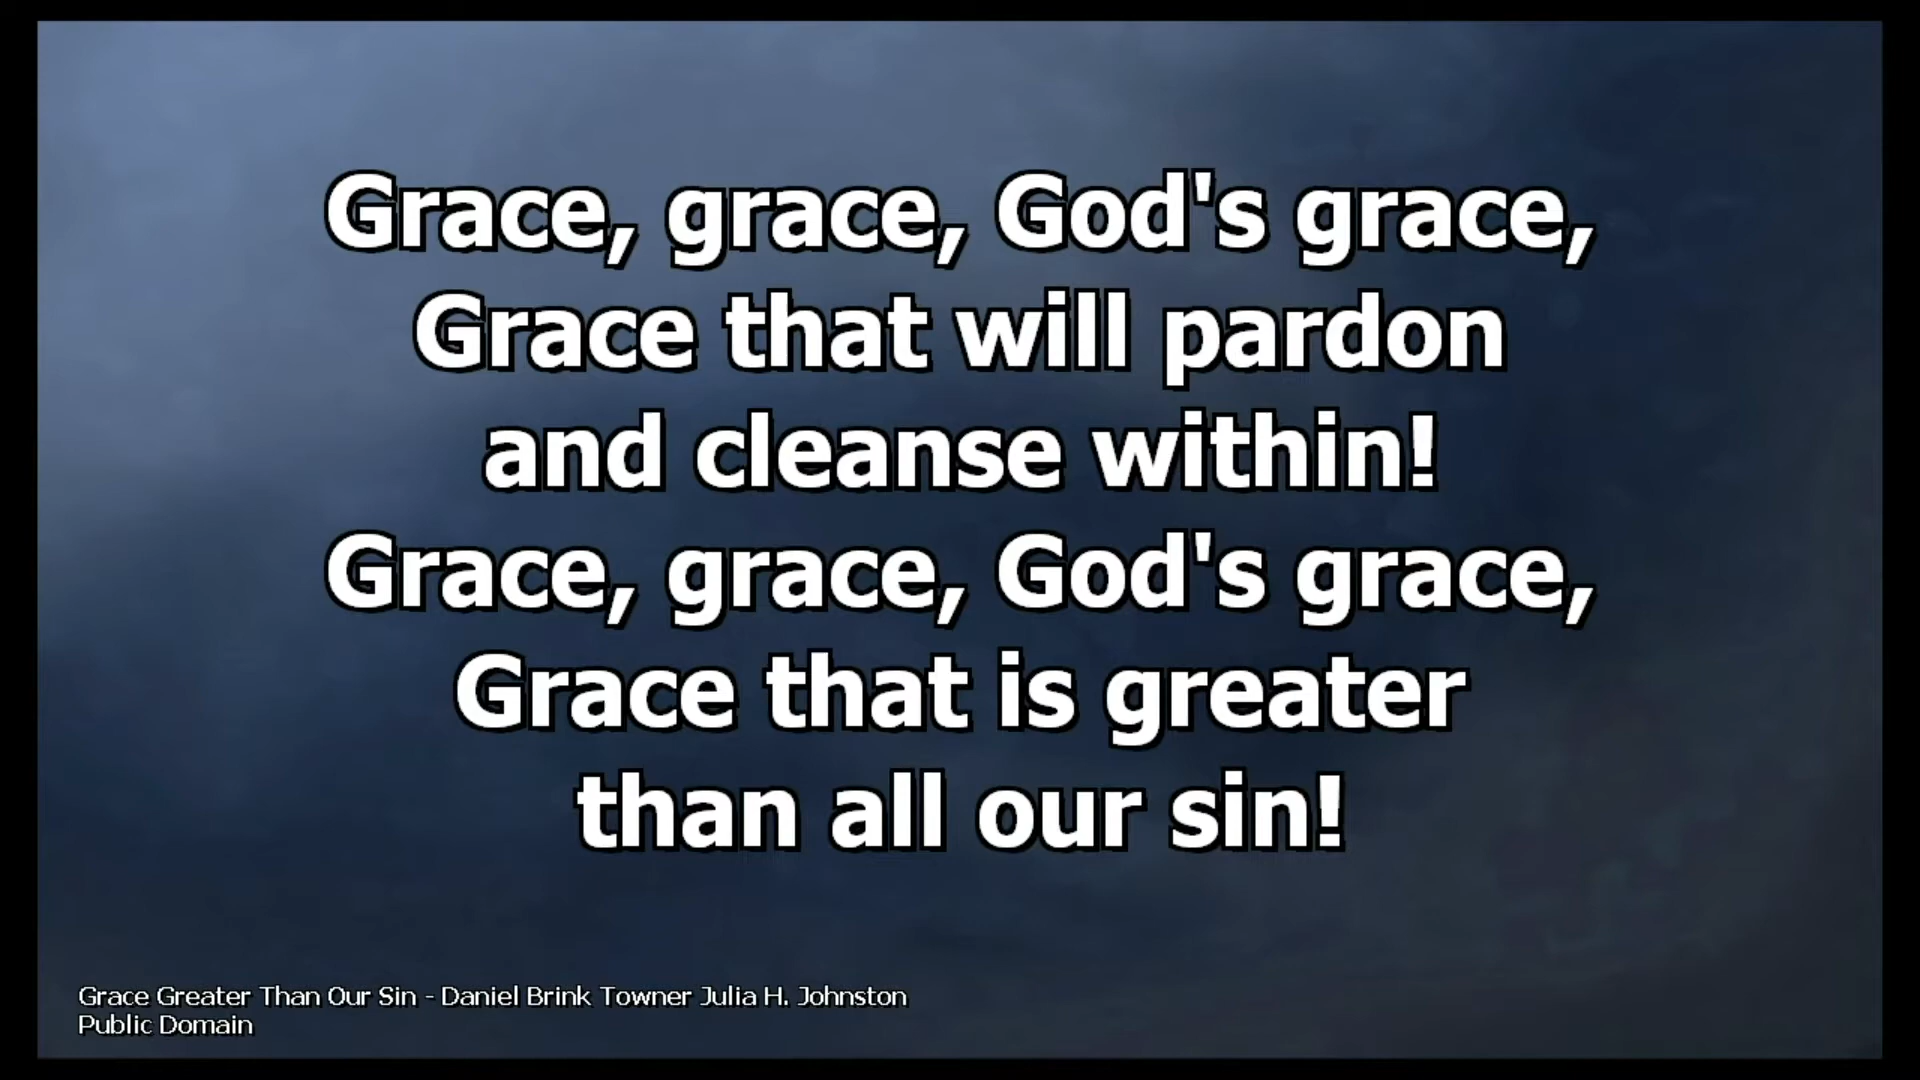 Grace, grace, God's grace,
Grace that will pardon
and cleanse within!
Grace, grace, God's grace,
Grace that is greater
than all our sin!
Grace Greater Than Our Sin - Daniel Brink Towner Julia H. Johnston
Public Domain